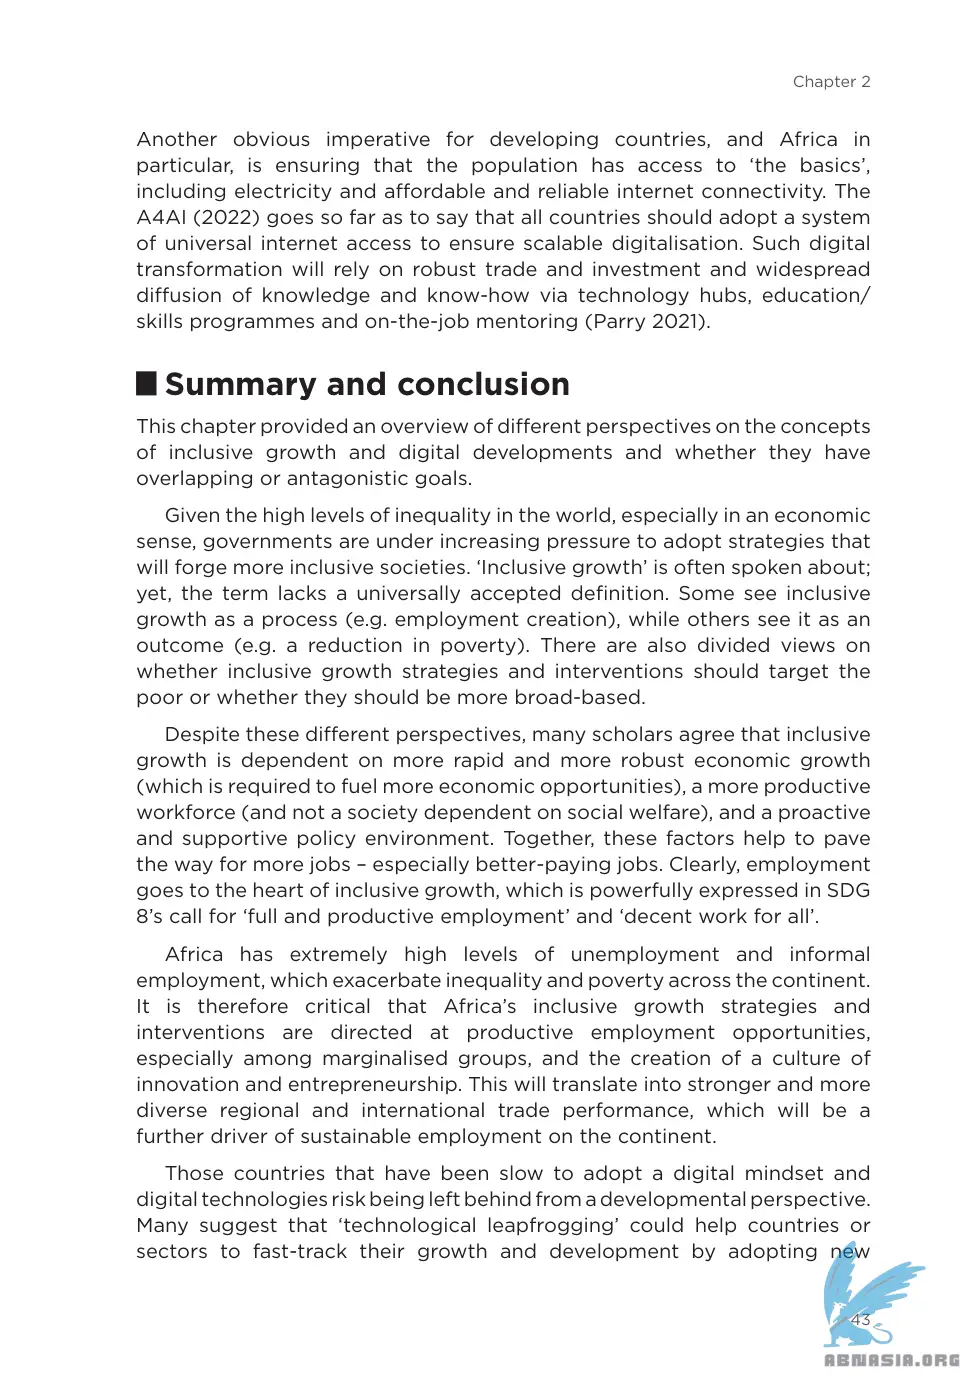 Chapter 2
Another obvious imperative for developing countries, and Africa in
particular, is ensuring that the population has access to ‘the basics’,
including electricity and affordable and reliable internet connectivity. The
A4AI (2022) goes so far as to say that all countries should adopt a system
of universal internet access to ensure scalable digitalisation. Such digital
transformation will rely on robust trade and investment and widespread
diffusion of knowledge and know-how via technology hubs, education/
skills programmes and on-the-job mentoring (Parry 2021).
Summary and conclusion
This chapter provided an overview of different perspectives on the concepts
of inclusive growth and digital developments and whether they have
overlapping or antagonistic goals.
Given the high levels of inequality in the world, especially in an economic
sense, governments are under increasing pressure to adopt strategies that
will forge more inclusive societies. ‘Inclusive growth’ is often spoken about;
yet, the term lacks a universally accepted definition. Some see inclusive
growth as a process (e.g. employment creation), while others see it as an
outcome (e.g. a reduction in poverty). There are also divided views on
whether inclusive growth strategies and interventions should target the
poor or whether they should be more broad-based.
Despite these different perspectives, many scholars agree that inclusive
growth is dependent on more rapid and more robust economic growth
(which is required to fuel more economic opportunities), a more productive
workforce (and not a society dependent on social welfare), and a proactive
and supportive policy environment. Together, these factors help to pave
the way for more jobs – especially better-paying jobs. Clearly, employment
goes to the heart of inclusive growth, which is powerfully expressed in SDG
8’s call for ‘full and productive employment’ and ‘decent work for all’.
Africa has extremely high levels of unemployment and informal
employment, which exacerbate inequality and poverty across the continent.
It is therefore critical that Africa’s inclusive growth strategies and
interventions are directed at productive employment opportunities,
especially among marginalised groups, and the creation of a culture of
innovation and entrepreneurship. This will translate into stronger and more
diverse regional and international trade performance, which will be a
further driver of sustainable employment on the continent.
Those countries that have been slow to adopt a digital mindset and
digital technologies risk being left behind from a developmental perspective.
Many suggest that ‘technological leapfrogging’ could help countries or
sectors to fast-track their growth and development by adopting new
43
ABNASIA.ORG